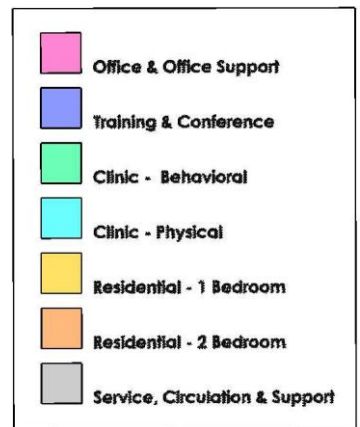 Office & Office Support
Training & Conference
Clinic - Behavioral
Clinic - Physical
Residential - 1 Bedroom
Residential - 2 Bedroom
Service, Circulation & Support